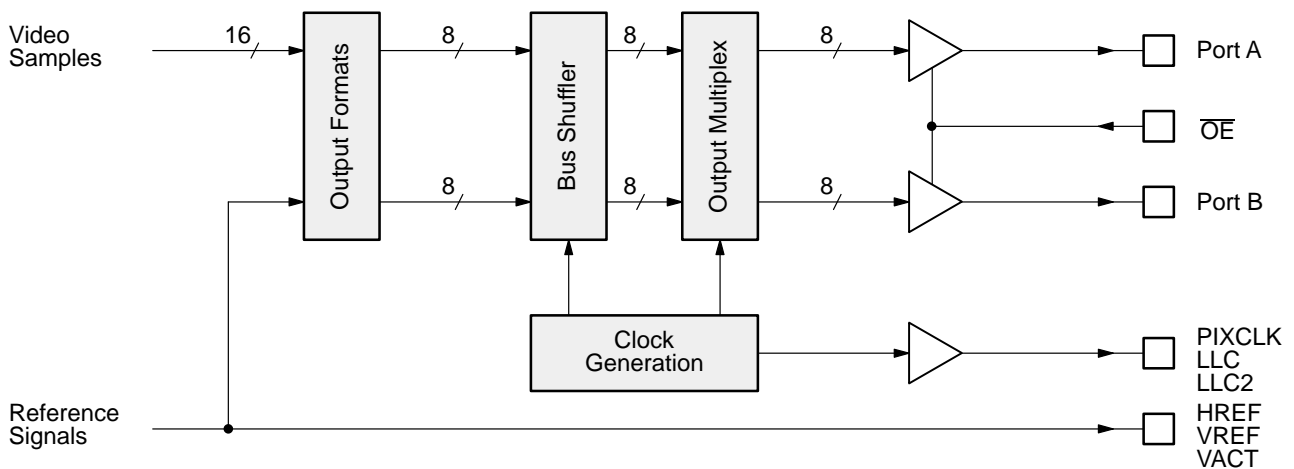 Video
Samples
16
Output Formats
8
8
Bus Shuffler
8
8
Output Multiplex
8
8
Port A
OE
Port B
Clock
Generation
PIXCLK
LLC
LLC2
Reference
Signals
HREF
VREF
VACT